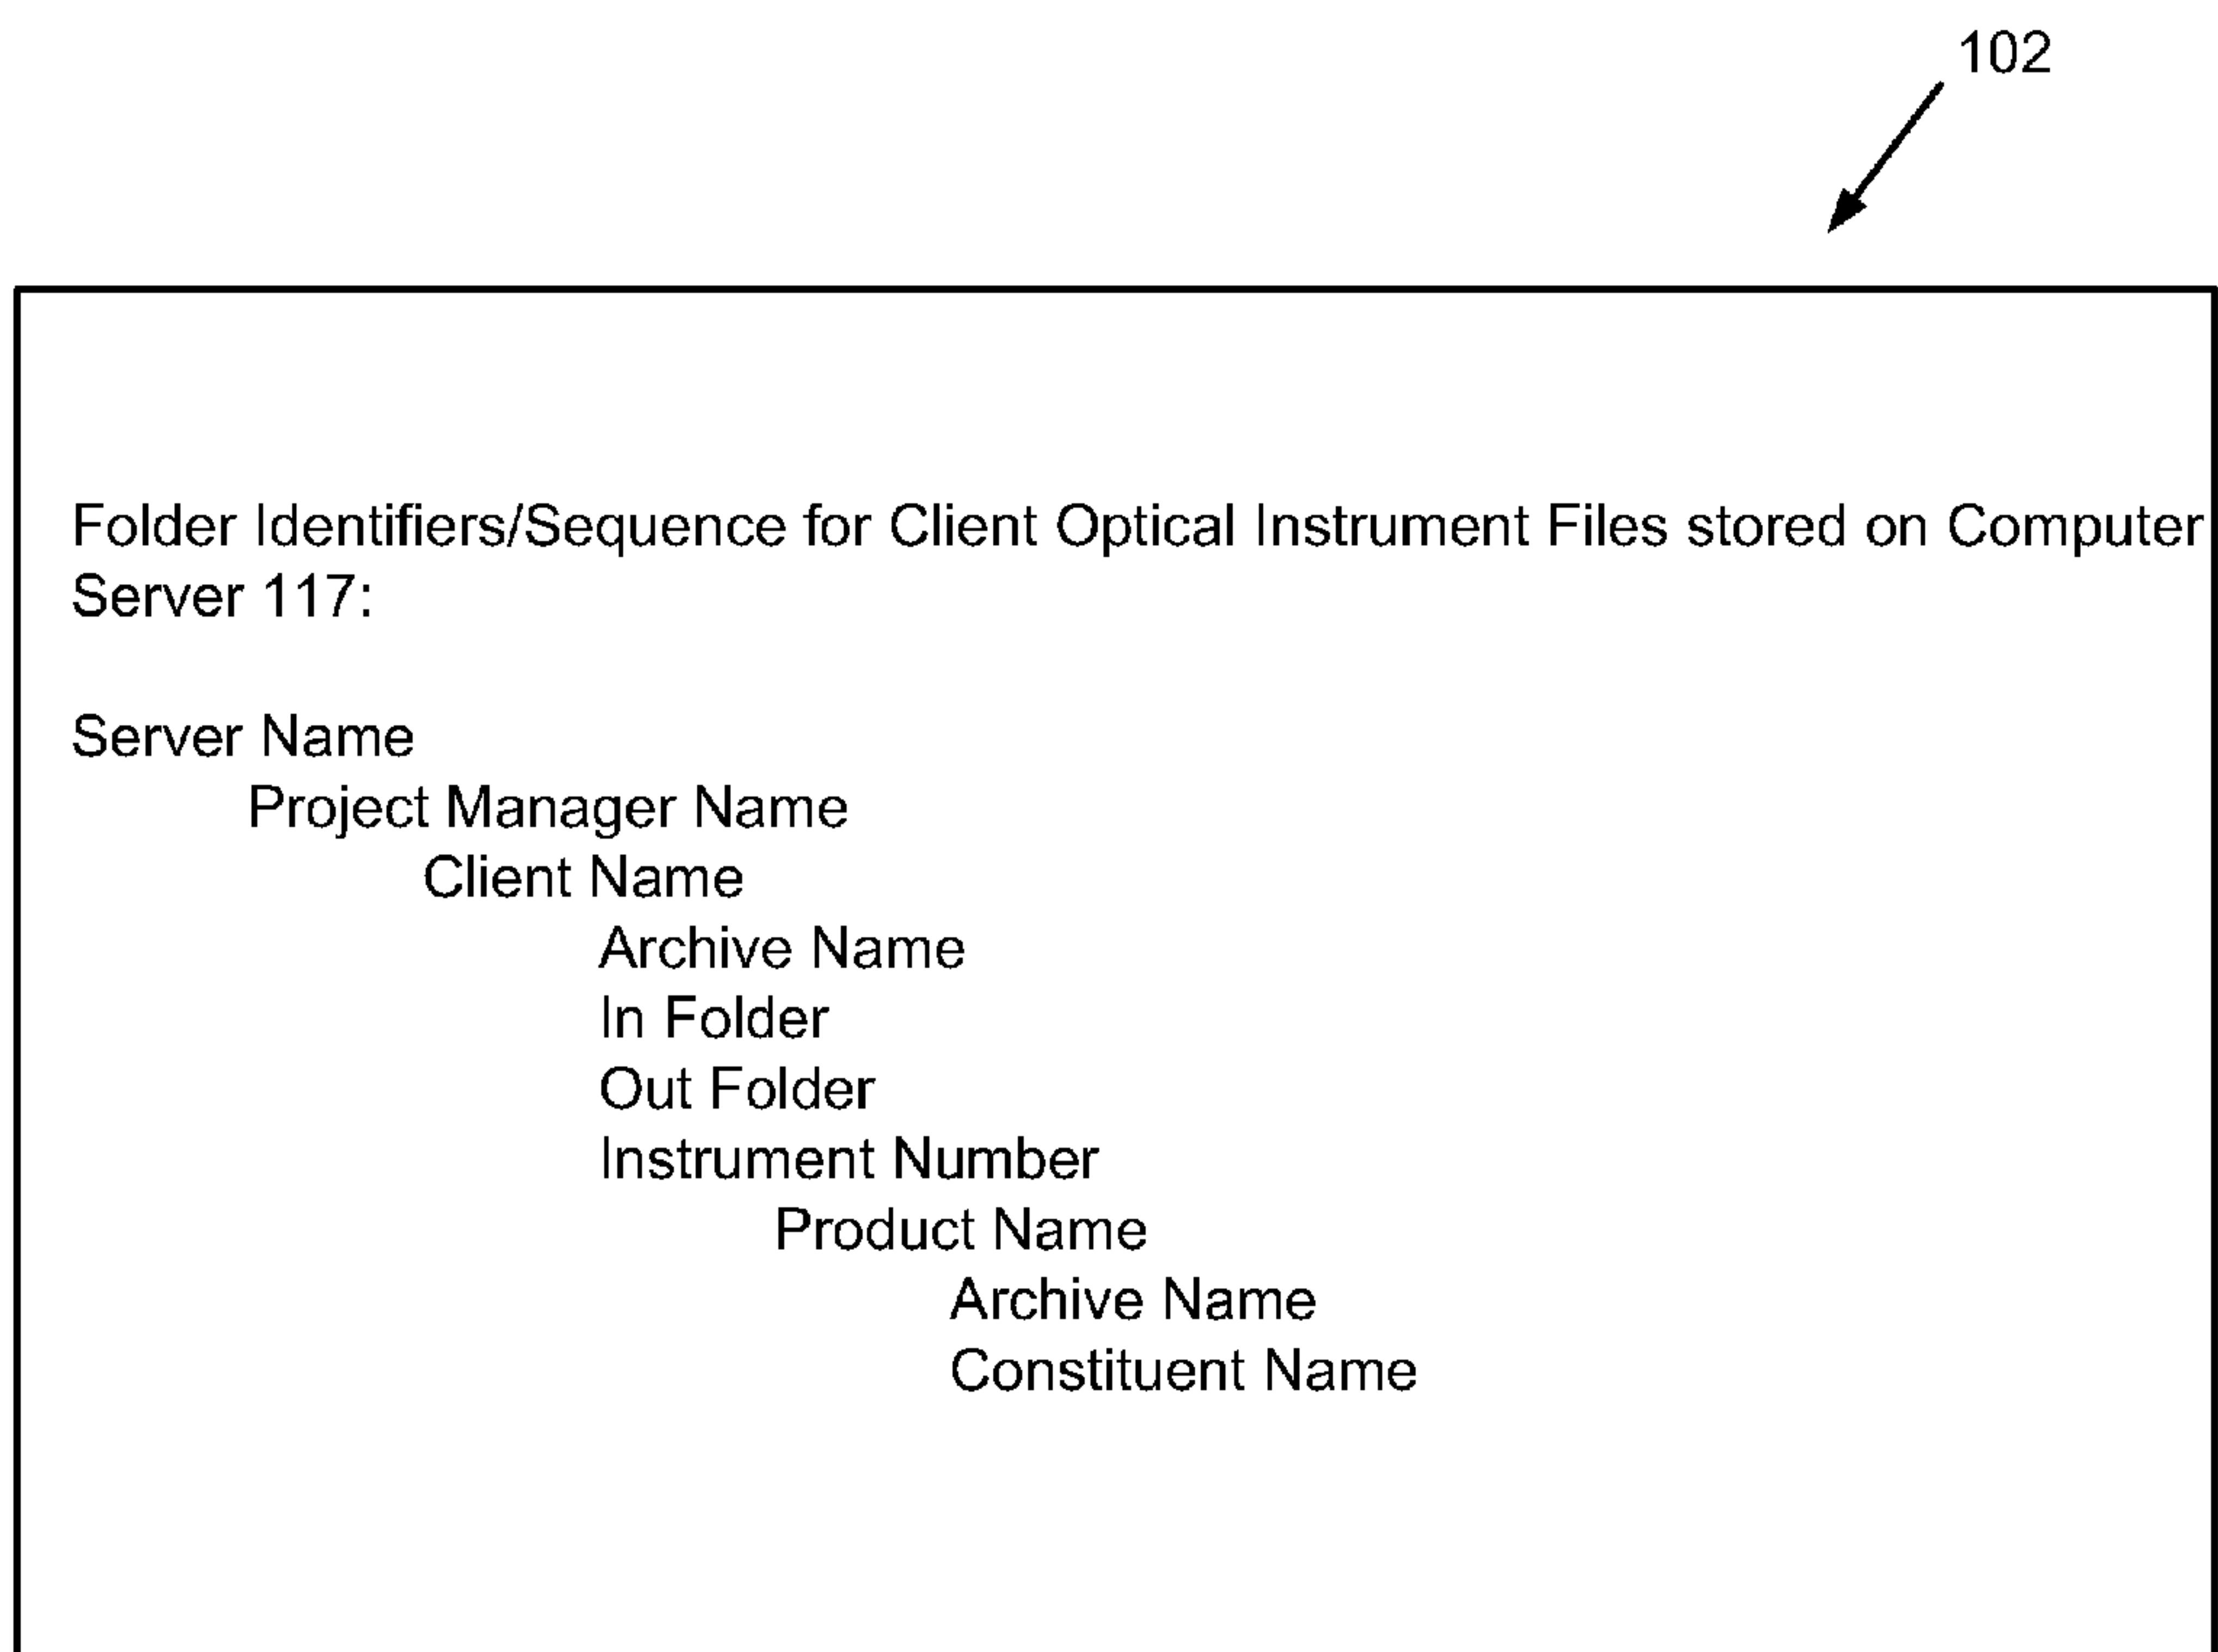 102
Folder Identifiers/Sequence for Client Optical Instrument Files stored on Computer
Server 117:
Server Name
Project Manager Name
Client Name
Archive Name
In Folder
Out Folder
Instrument Number
Product Name
Archive Name
Constituent Name